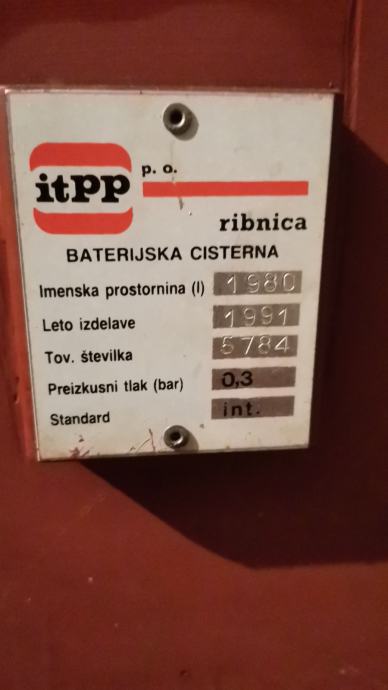 itpp p. o.
ribnica
BATERIJSKA CISTERNA
Imenska prostornina (l) 1980
Leto izdelave 1991
Tov. številka 5784
Preizkusni tlak (bar) 0,3
Standard int.